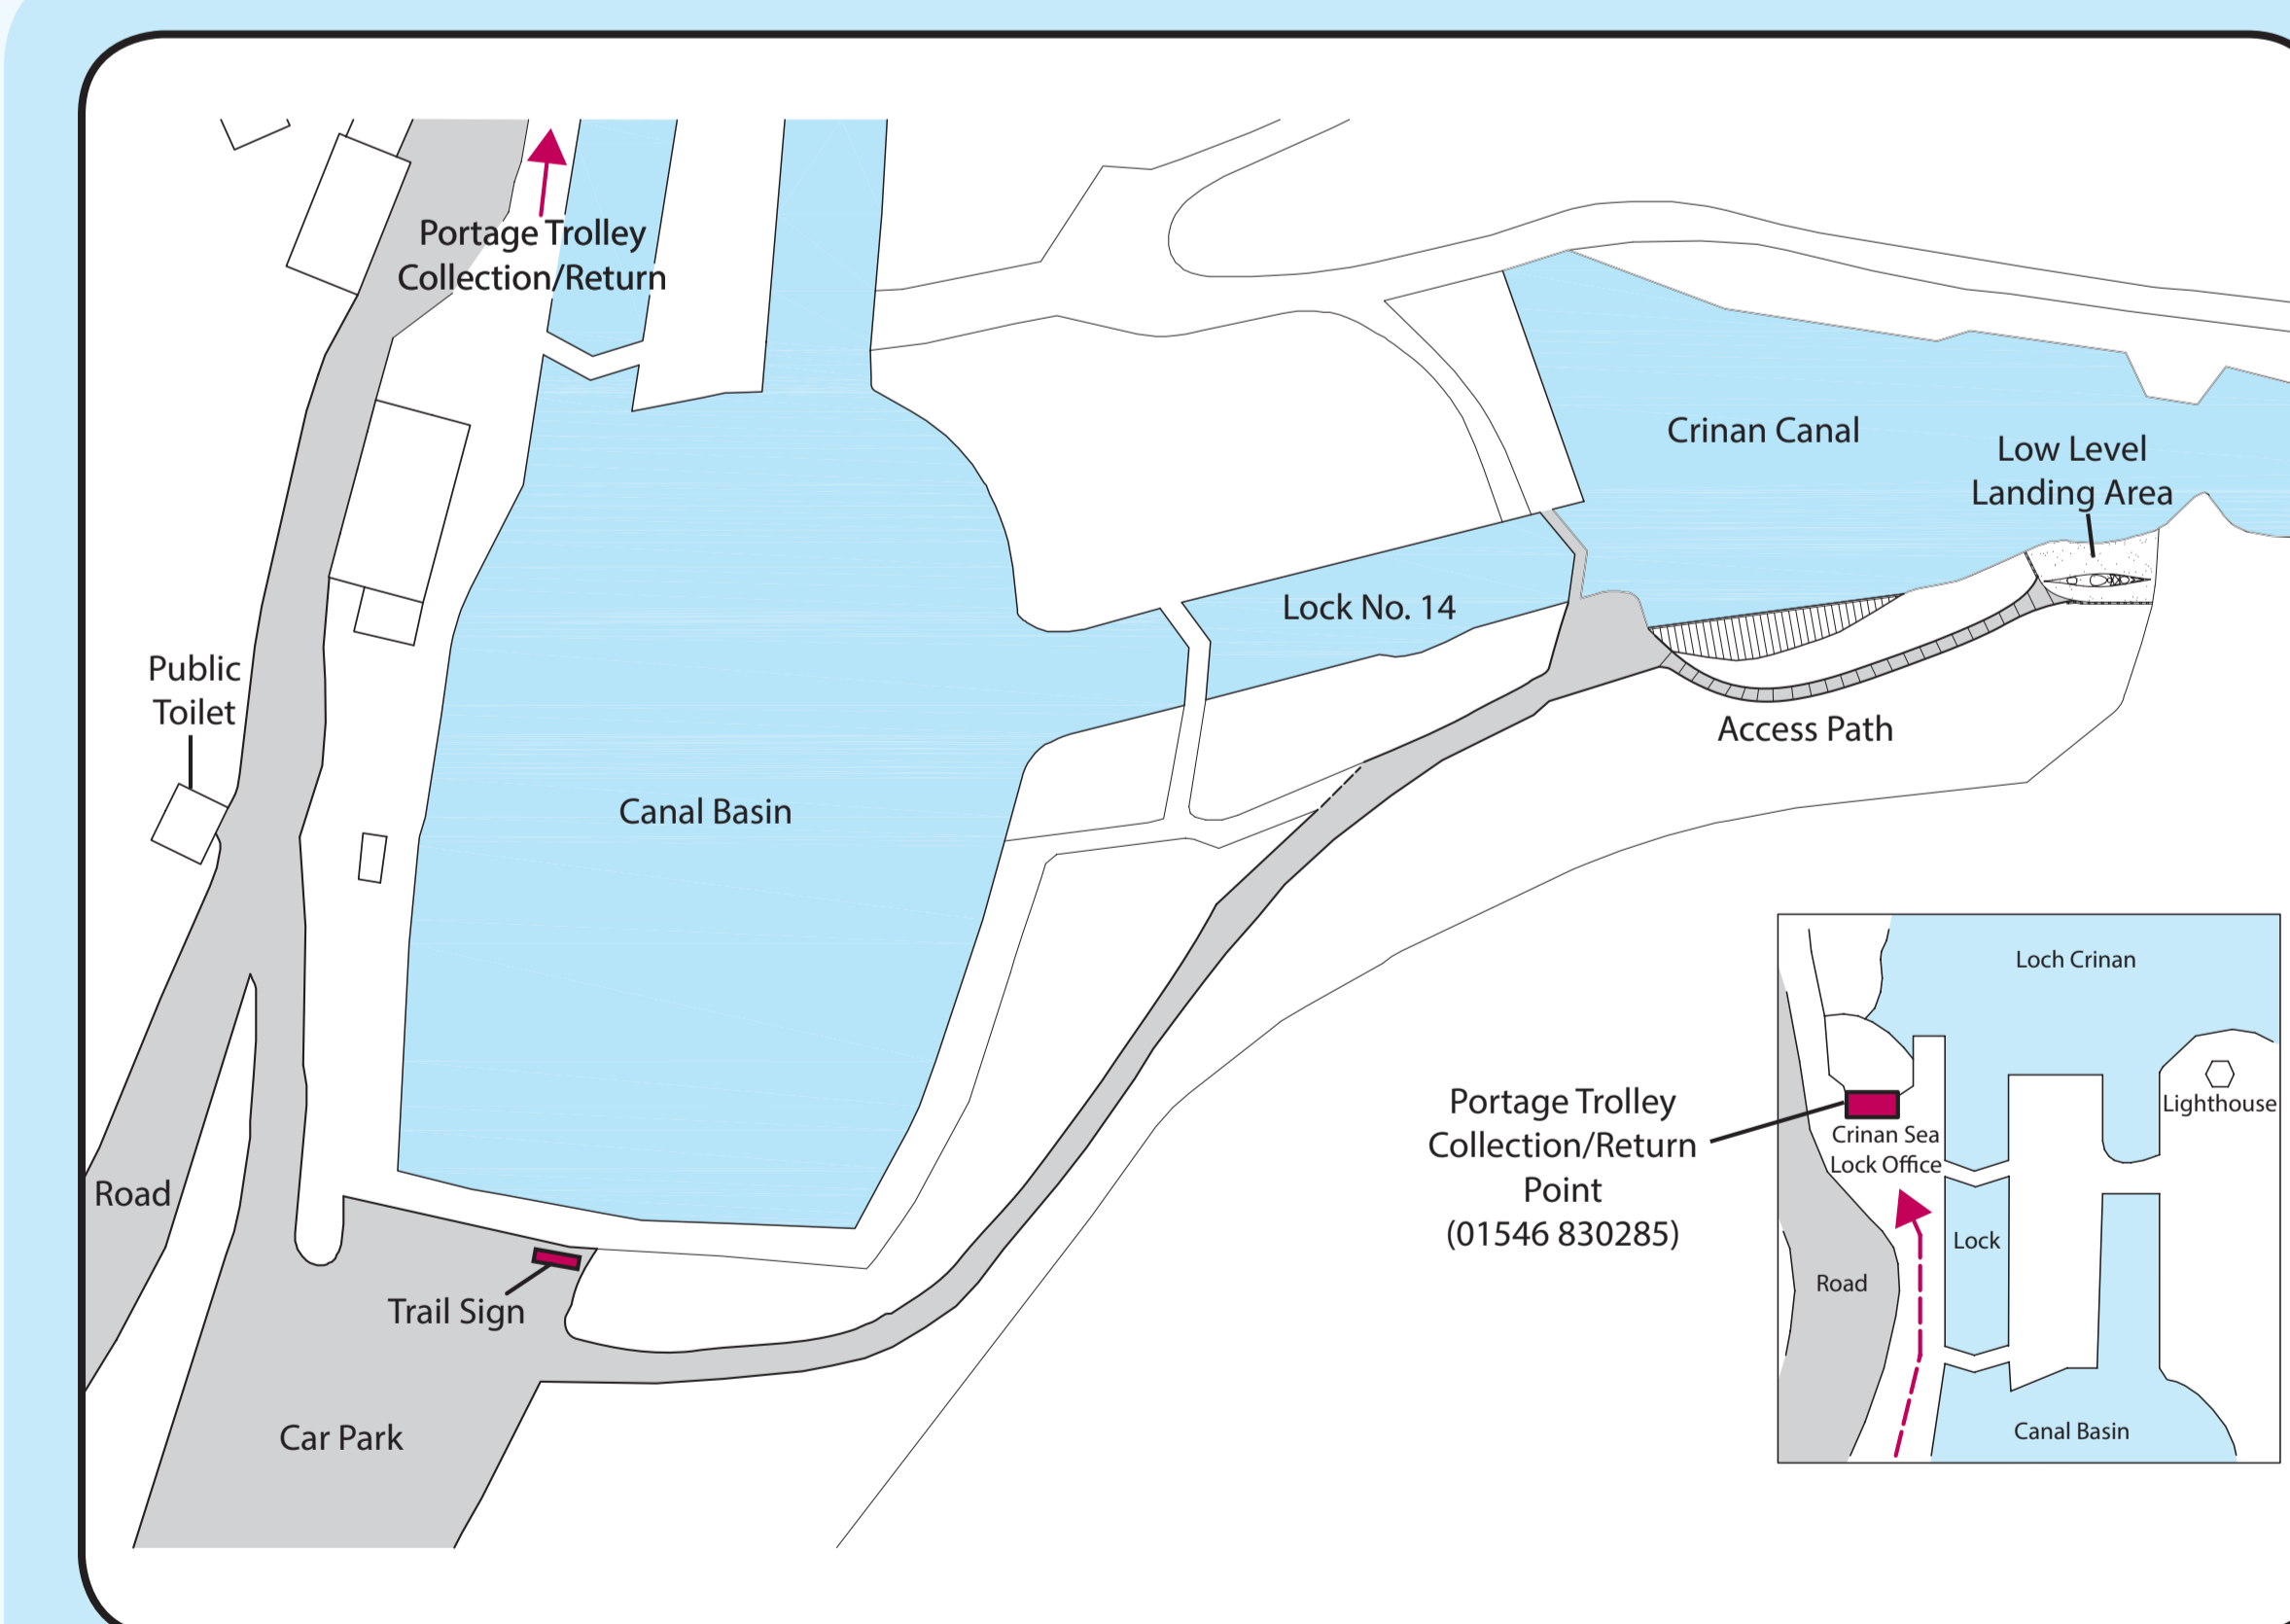 Portage Trolley
Collection/Return
Crinan Canal
Low Level
Landing Area
Lock No. 14
Public
Toilet
Access Path
Canal Basin
Loch Crinan
Portage Trolley
Collection/Return
Point
(01546 830285)
Lighthouse
Crinan Sea
Lock Office
Road
Lock
Road
Trail Sign
Car Park
Canal Basin